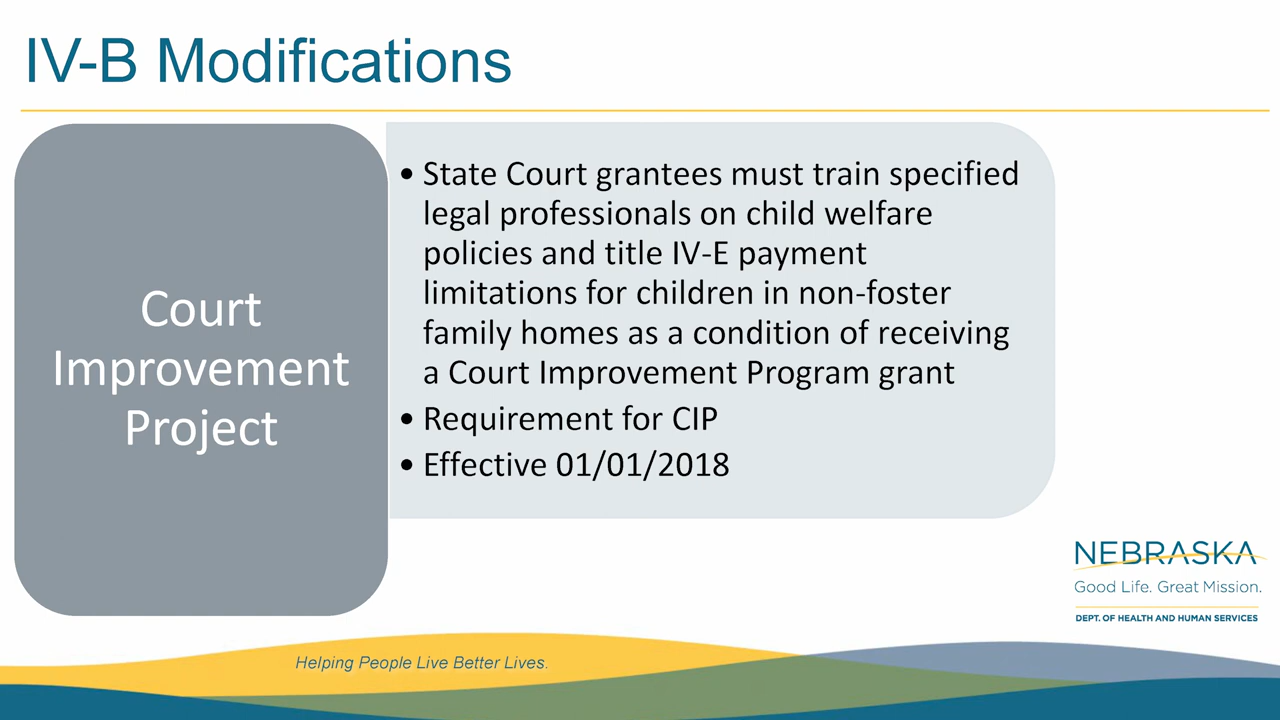 IV-B Modifications
Court
Improvement
Project
• State Court grantees must train specified
legal professionals on child welfare
policies and title IV-E payment
limitations for children in non-foster
family homes as a condition of receiving
a Court Improvement Program grant
• Requirement for CIP
• Effective 01/01/2018
NEBRASKA
Good Life. Great Mission.
DEPT. OF HEALTH AND HUMAN SERVICES
Helping People Live Better Lives.